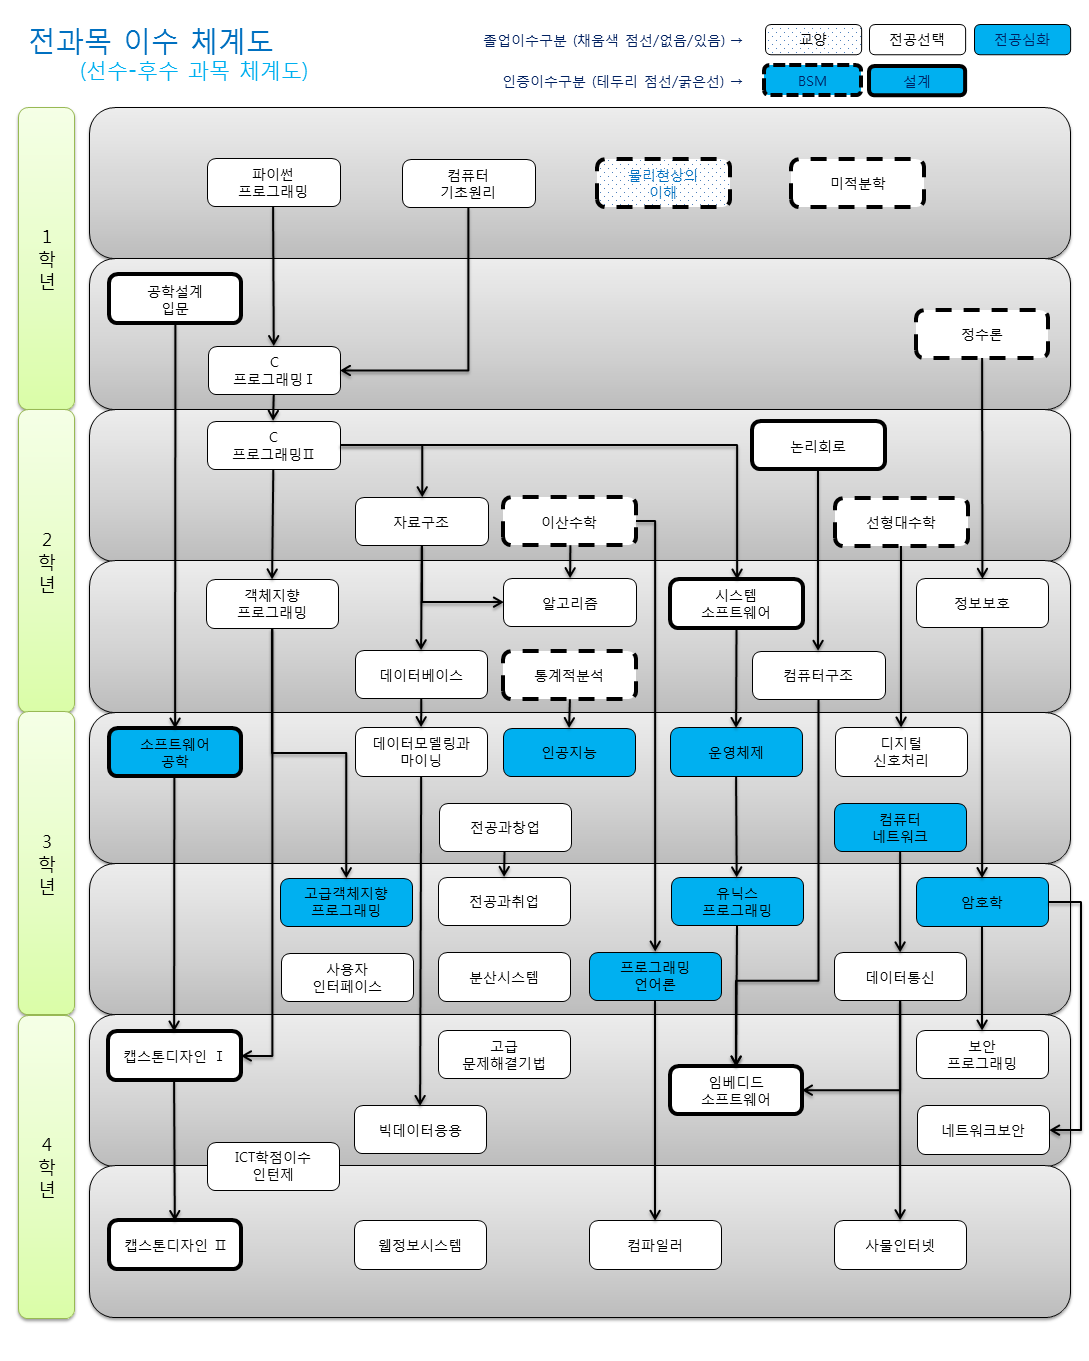 전과목 이수 체계도
(선수-후수 과목 체계도)
졸업이수구분 (채움색 점선/없음/있음) →
교양
전공선택
전공심화
인증이수구분 (테두리 점선/굵은선) →
BSM
설계
1
학
년
파이썬
프로그래밍
컴퓨터
기초원리
물리현상의
이해
미적분학
공학설계
입문
정수론
C
프로그래밍Ⅰ
2
학
년
C
프로그래밍Ⅱ
논리회로
자료구조
이산수학
선형대수학
객체지향
프로그래밍
알고리즘
시스템
소프트웨어
정보보호
데이터베이스
통계적분석
컴퓨터구조
3
학
년
소프트웨어
공학
데이터모델링과
마이닝
인공지능
운영체제
디지털
신호처리
전공과창업
컴퓨터
네트워크
고급객체지향
프로그래밍
전공과취업
유닉스
프로그래밍
암호학
사용자
인터페이스
분산시스템
프로그래밍
언어론
데이터통신
4
학
년
캡스톤디자인 Ⅰ
고급
문제해결기법
보안
프로그래밍
임베디드
소프트웨어
빅데이터응용
네트워크보안
ICT학점이수
인턴제
캡스톤디자인 Ⅱ
웹정보시스템
컴파일러
사물인터넷